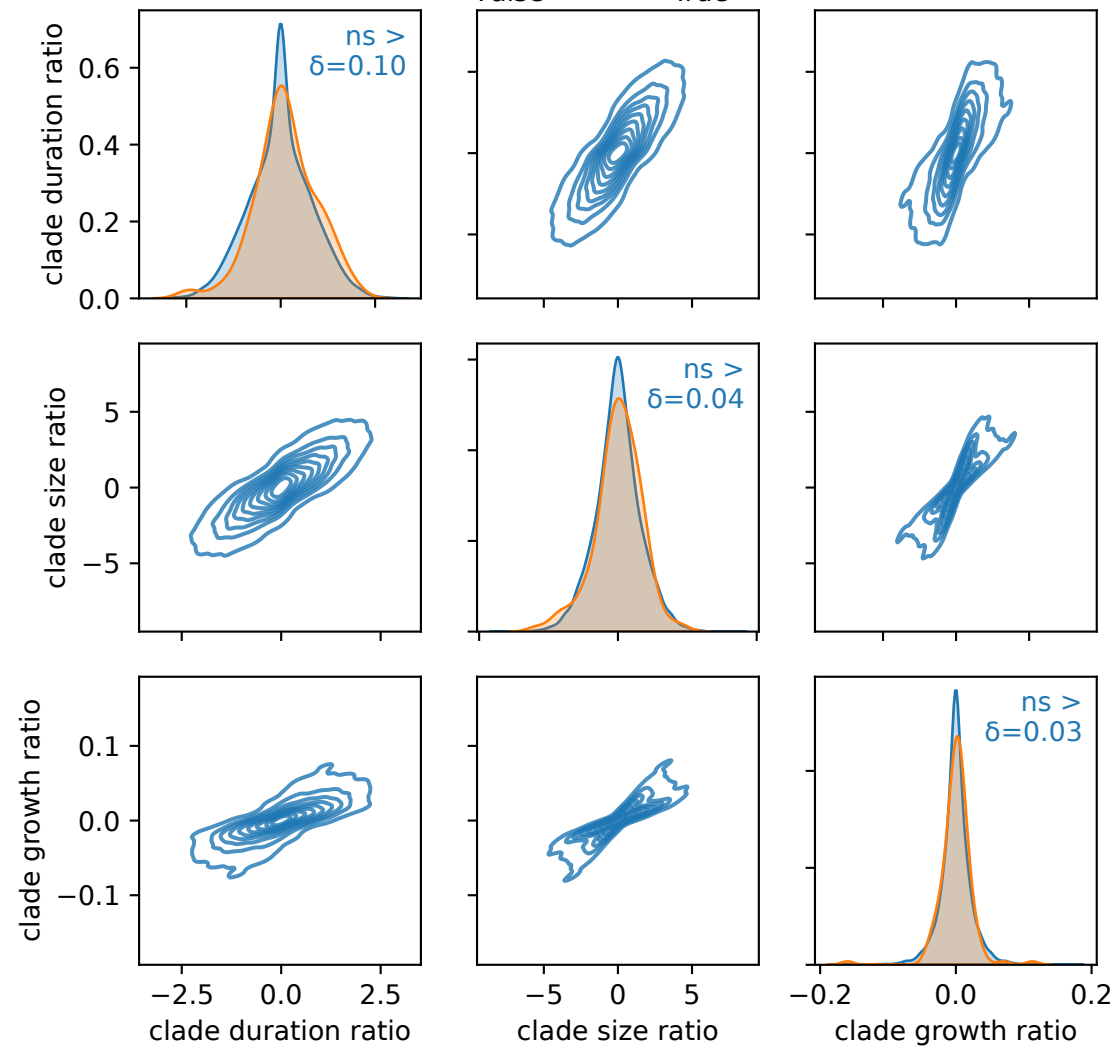 clade duration ratio
0.6
0.4
0.2
0.0
ns >
δ=0.10
clade size ratio
5
0
−5
ns >
δ=0.04
clade growth ratio
0.1
0.0
−0.1
ns >
δ=0.03
−2.5 0.0 2.5
−5 0 5
−0.2 0.0 0.2
clade duration ratio
clade size ratio
clade growth ratio